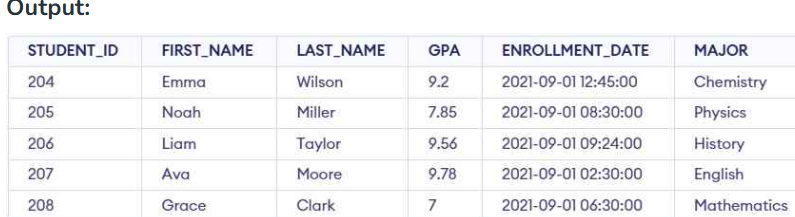 Output:
STUDENT_ID FIRST_NAME LAST_NAME GPA ENROLLMENT_DATE MAJOR
204 Emma Wilson 9.2 2021-09-01 12:45:00 Chemistry
205 Noah Miller 7.85 2021-09-01 08:30:00 Physics
206 Liam Taylor 9.56 2021-09-01 09:24:00 History
207 Ava Moore 9.78 2021-09-01 02:30:00 English
208 Grace Clark 7 2021-09-01 06:30:00 Mathematics